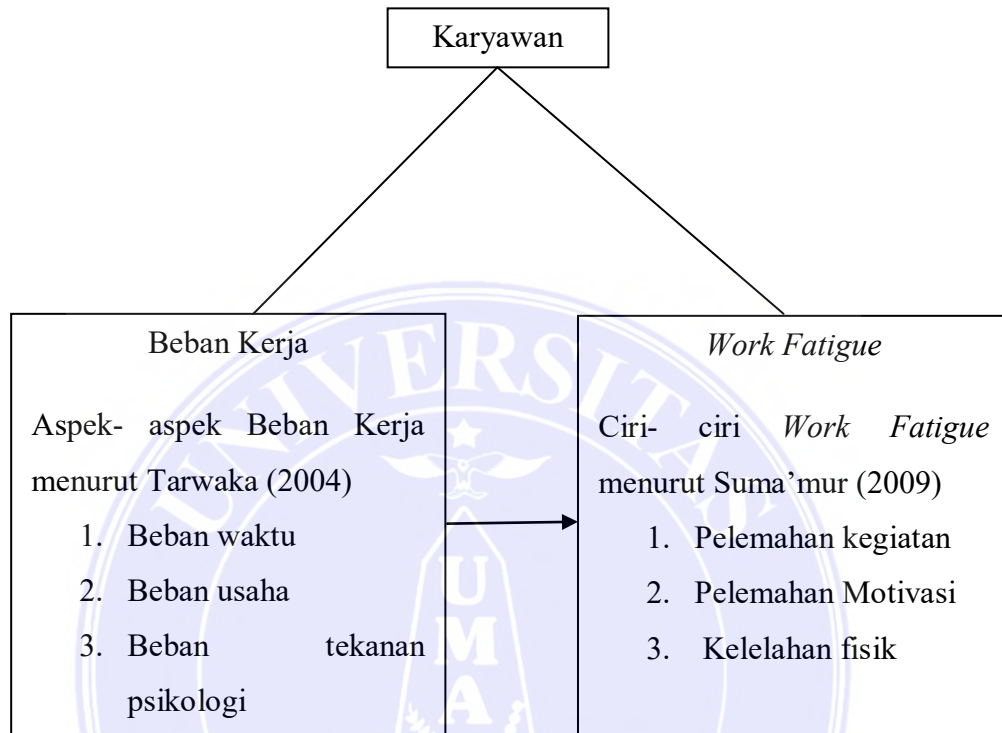 Karyawan
Beban Kerja
Aspek- aspek Beban Kerja
menurut Tarwaka (2004)
1. Beban waktu
2. Beban usaha
3. Beban tekanan
psikologi
Work Fatigue
Ciri- ciri Work Fatigue
menurut Suma’mur (2009)
1. Pelemahan kegiatan
2. Pelemahan Motivasi
3. Kelelahan fisik
UNIVERSITAS
UMA